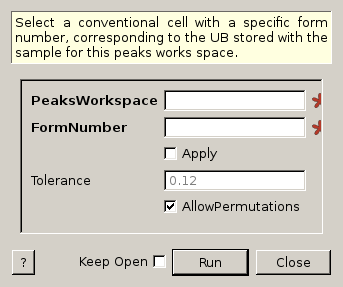 Select a conventional cell with a specific form
number, corresponding to the UB stored with the
sample for this peaks works space.
PeaksWorkspace
FormNumber
Apply
Tolerance 0.12
AllowPermutations
? Keep Open Run Close